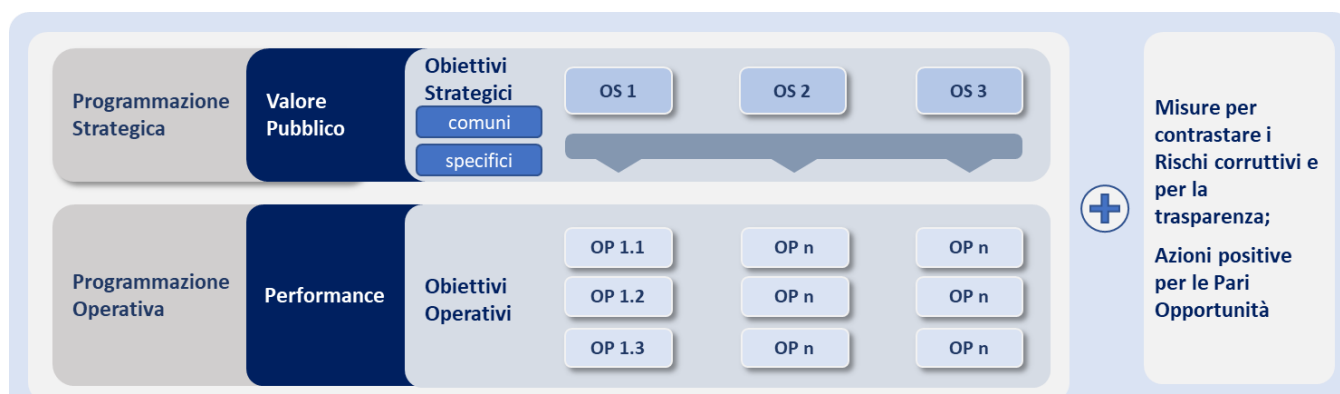 Programmazione
Strategica
Valore
Pubblico
Obiettivi
Strategici
comuni
specifici
OS 1
OS 2
OS 3
Programmazione
Operativa
Performance
Obiettivi
Operativi
OP 1.1
OP n
OP n
OP 1.2
OP n
OP n
OP 1.3
OP n
OP n
Misure per
contrastare i
Rischi corruttivi e
per la
trasparenza;
Azioni positive
per le Pari
Opportunità